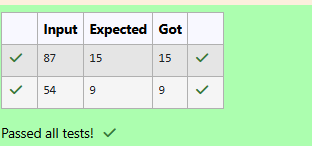 Input Expected Got
87 15 15
54 9 9
Passed all tests!